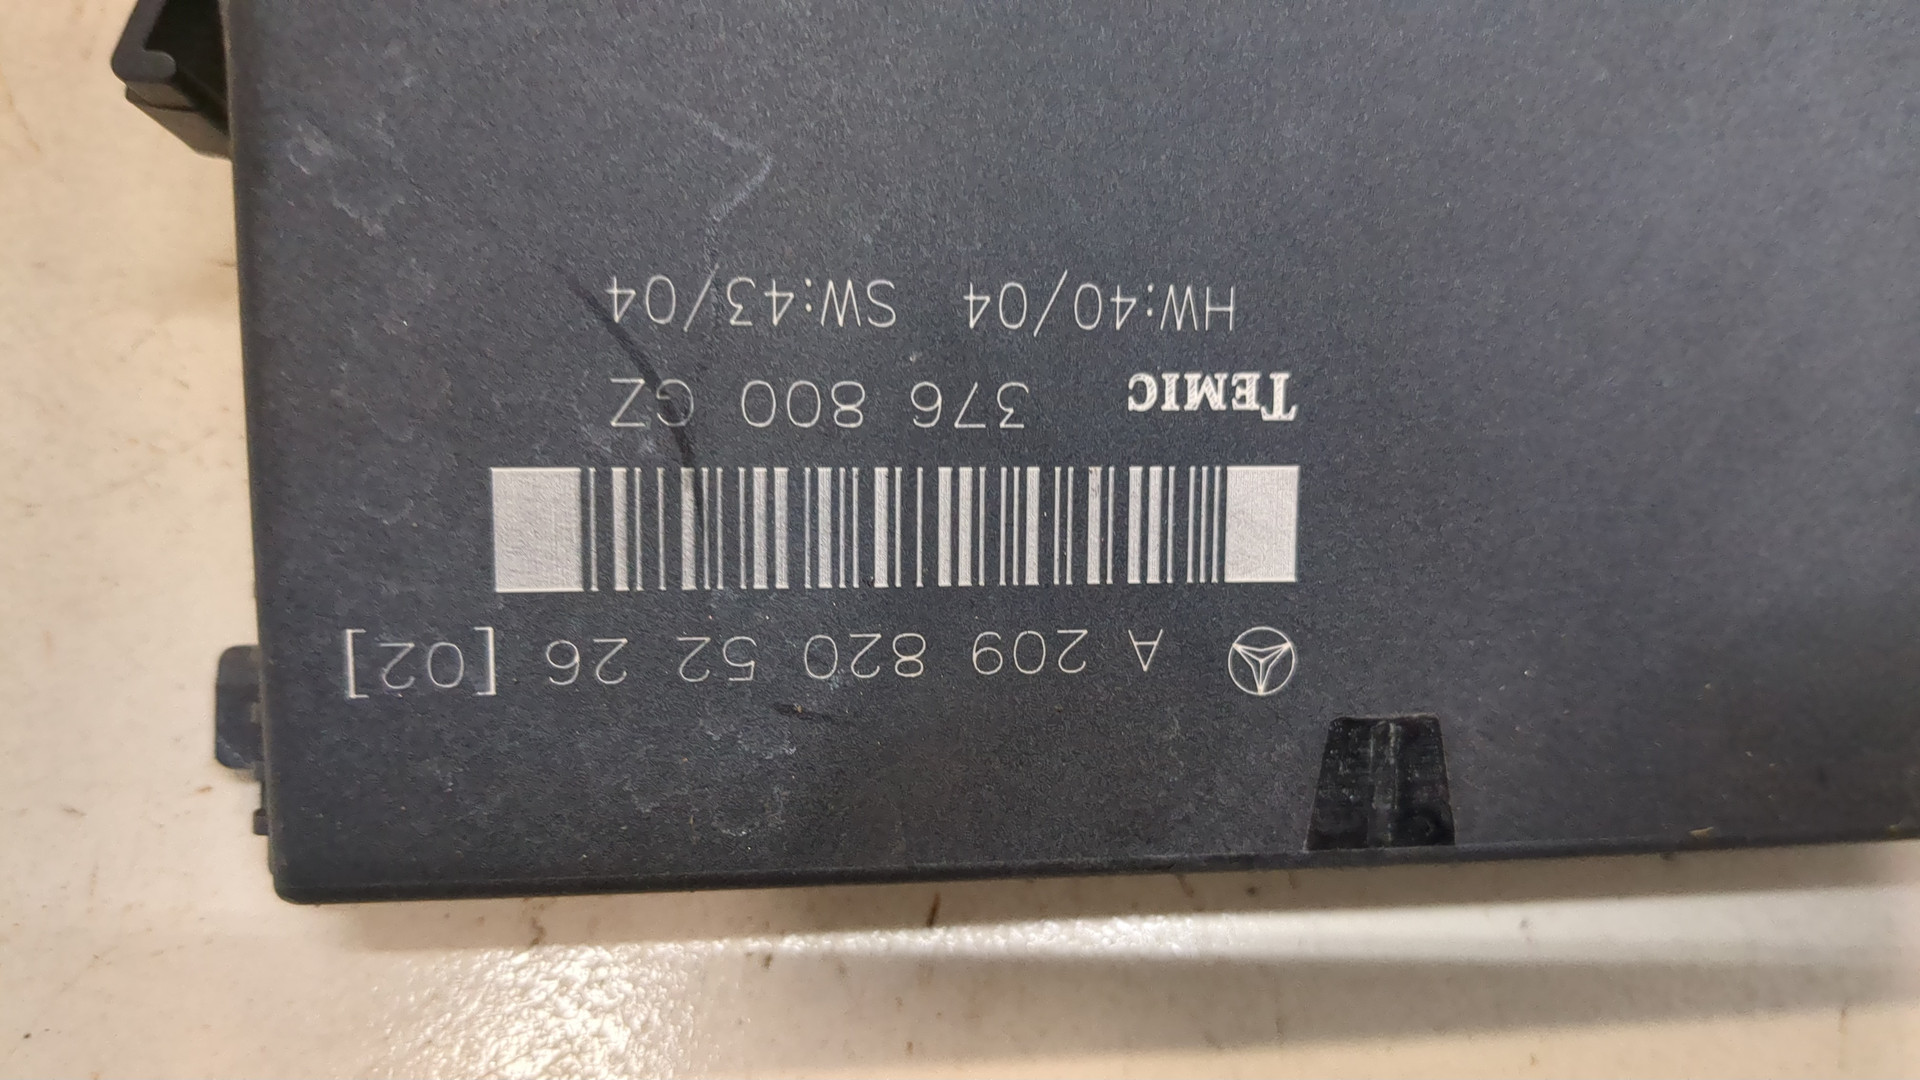 A 209 820 52 26 [02]
TEMIC 376 800 GZ
HW:40/04 SW:43/04